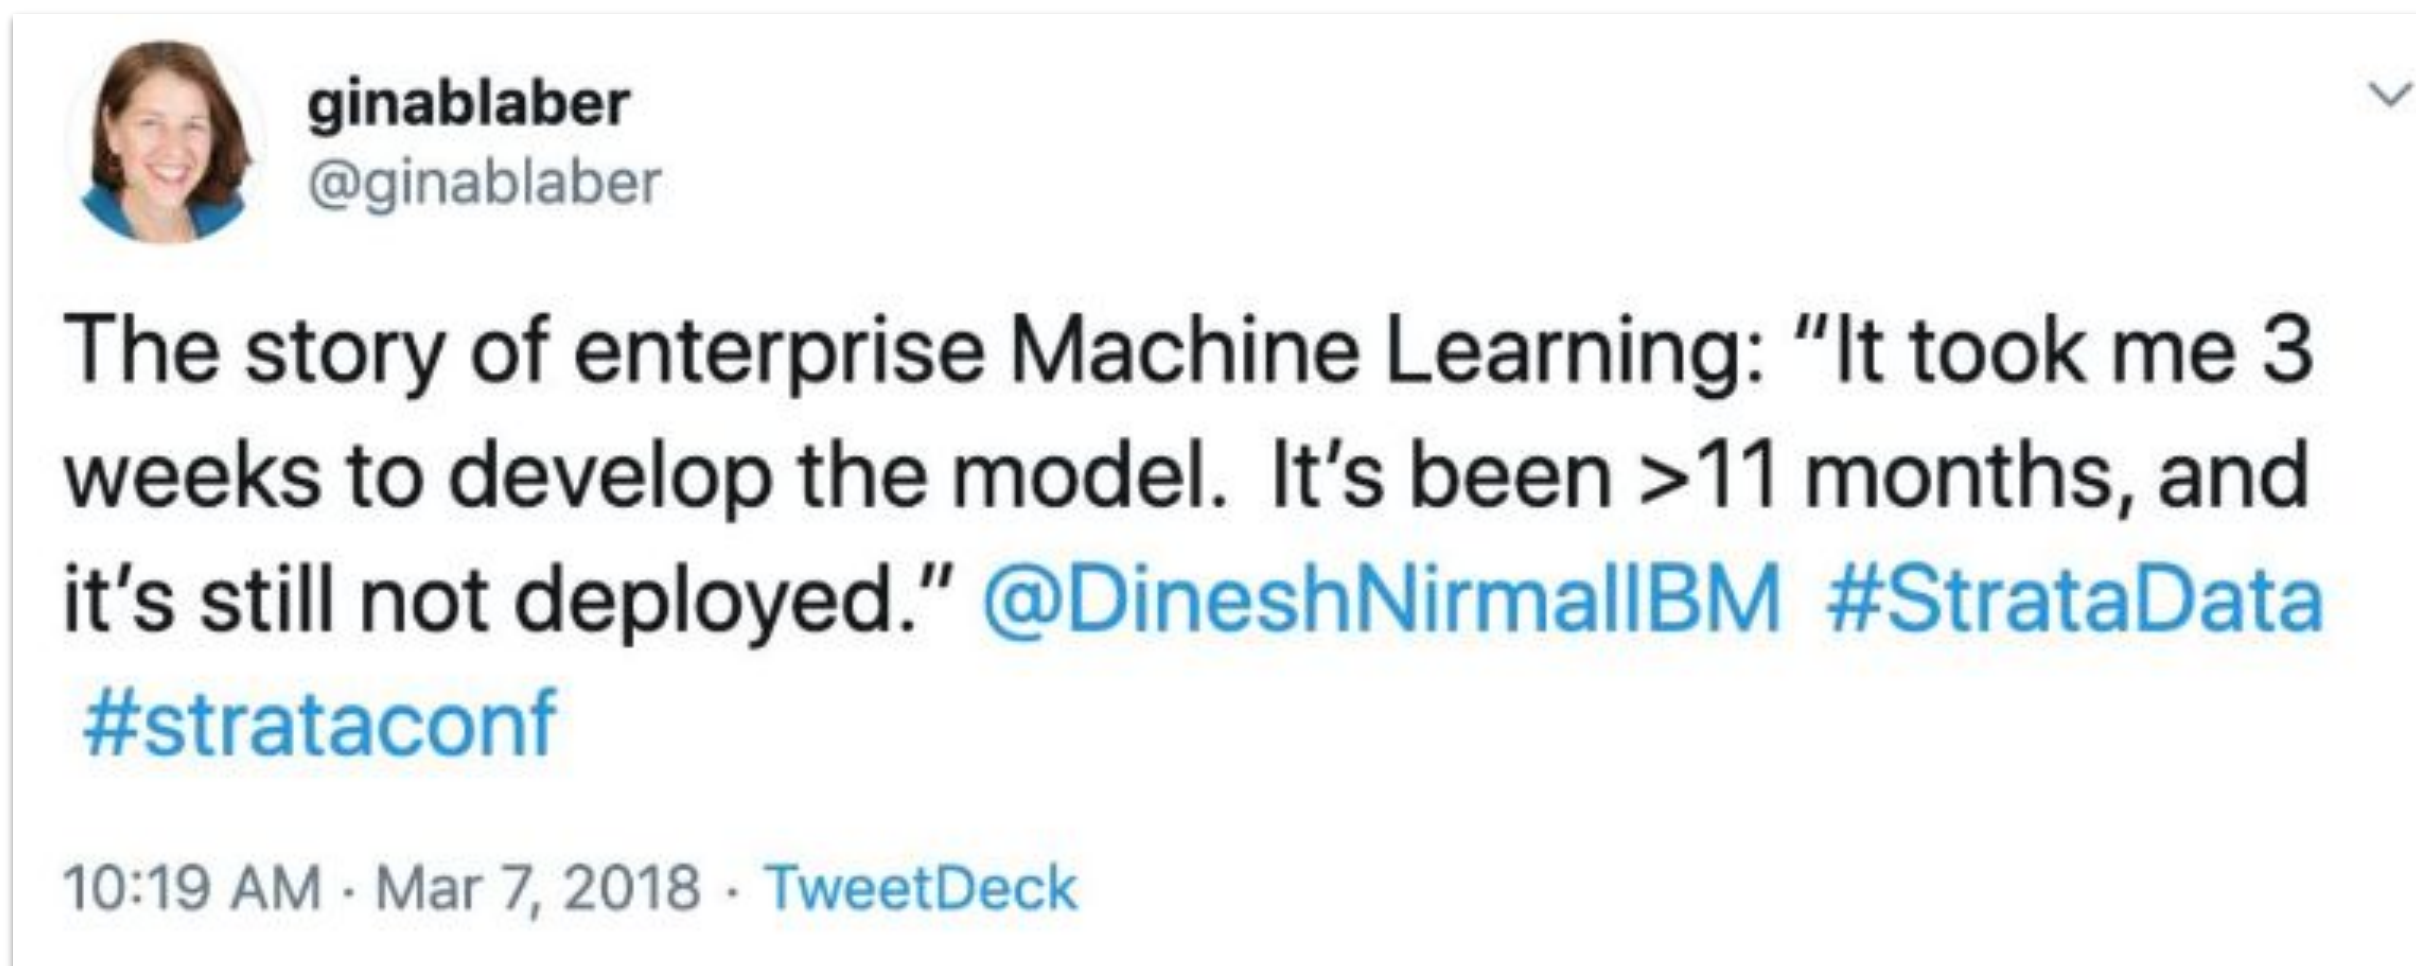 ginablaber
@ginablaber
The story of enterprise Machine Learning: “It took me 3
weeks to develop the model.  It’s been >11 months, and
it’s still not deployed.” @DineshNirmalIBM #StrataData
#strataconf
10:19 AM · Mar 7, 2018 · TweetDeck